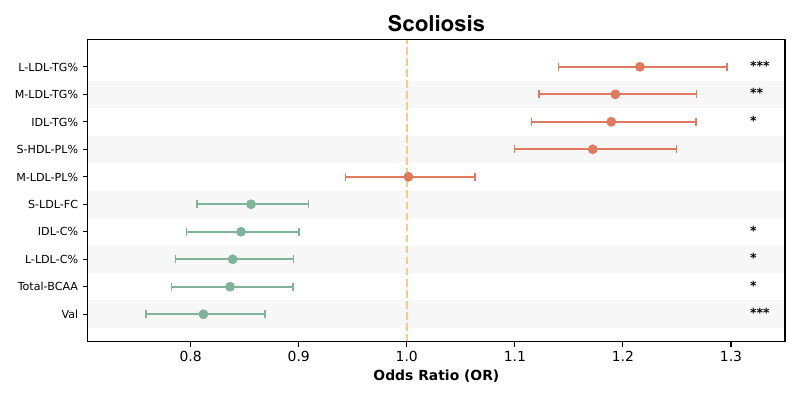 Scoliosis
L-LDL-TG% ***
M-LDL-TG% **
IDL-TG% *
S-HDL-PL%
M-LDL-PL%
S-LDL-FC
IDL-C% *
L-LDL-C% *
Total-BCAA *
Val ***
0.8 0.9 1.0 1.1 1.2 1.3
Odds Ratio (OR)